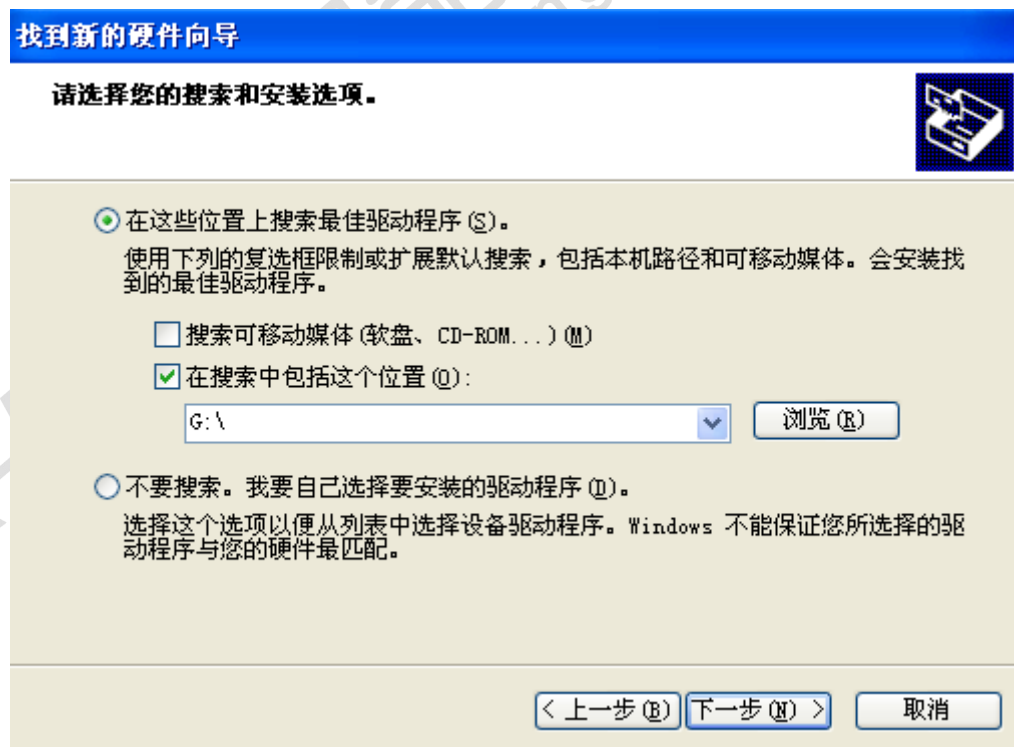 找到新的硬件向导
请选择您的搜索和安装选项。
在这些位置上搜索最佳驱动程序(S)。
使用下列的复选框限制或扩展默认搜索，包括本机路径和可移动媒体。会安装找
到的最佳驱动程序。
搜索可移动媒体(软盘、CD-ROM...)(M)
在搜索中包括这个位置(O):
G:\
浏览(R)
不要搜索。我要自己选择要安装的驱动程序(D)。
选择这个选项以便从列表中选择设备驱动程序。Windows 不能保证您所选择的驱
动程序与您的硬件最匹配。
< 上一步(B)
下一步(N) >
取消